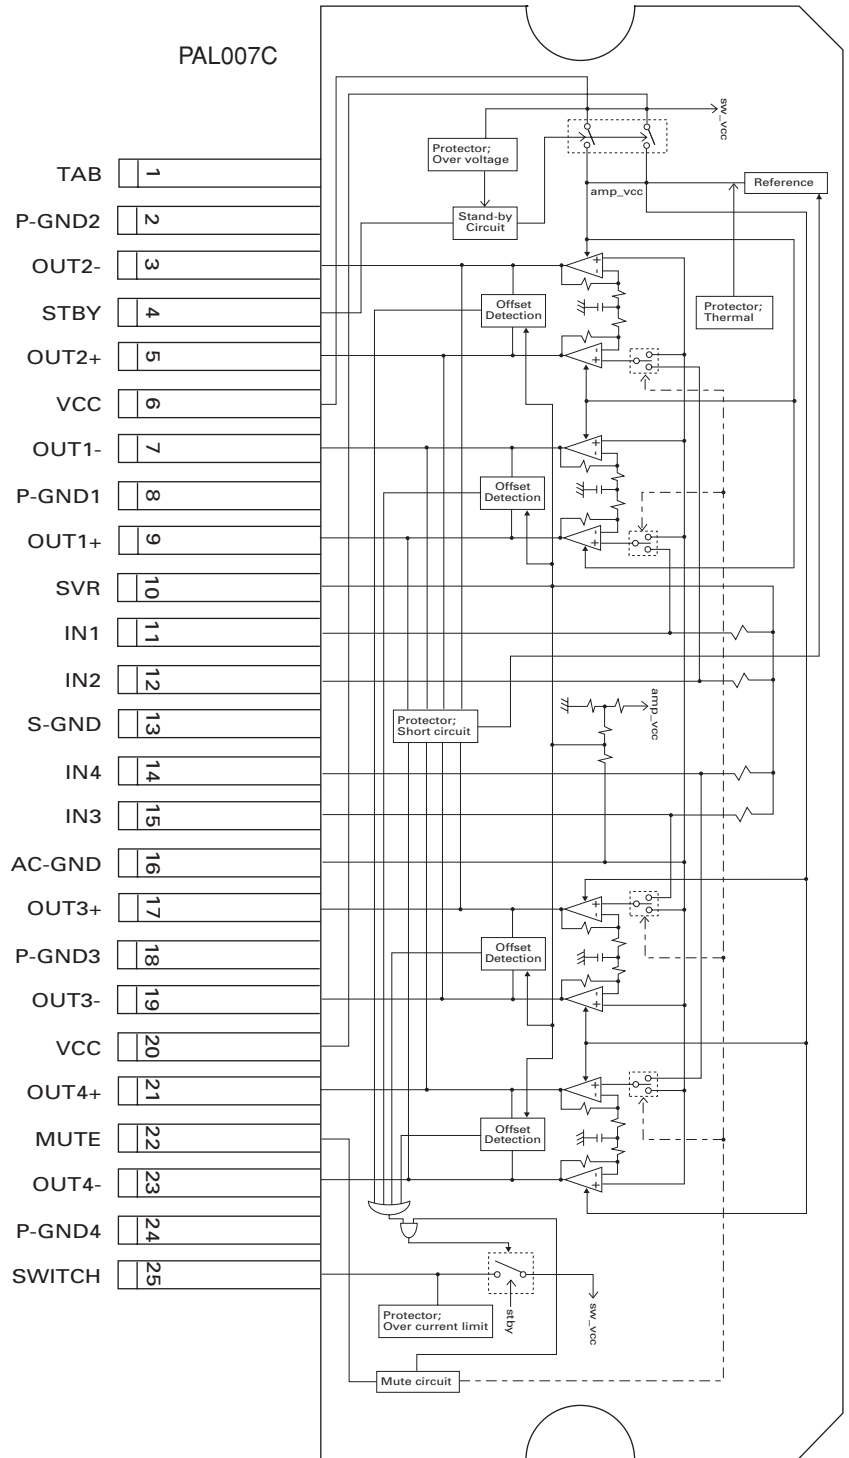 PAL007C
sw_vcc
Protector;
Over voltage
amp_vcc
Reference
Stand-by
Circuit
Protector;
Thermal
TAB 1
P-GND2 2
OUT2- 3
STBY 4
OUT2+ 5
VCC 6
OUT1- 7
P-GND1 8
OUT1+ 9
SVR 10
IN1 11
IN2 12
S-GND 13
IN4 14
IN3 15
AC-GND 16
OUT3+ 17
P-GND3 18
OUT3- 19
VCC 20
OUT4+ 21
MUTE 22
OUT4- 23
P-GND4 24
SWITCH 25
+
-
Offset
Detection
-
+
+
-
Offset
Detection
-
+
Protector;
Short circuit
amp_vcc
+
-
Offset
Detection
-
+
+
-
Offset
Detection
-
+
Protector;
Over current limit
stby
sw_vcc
Mute circuit